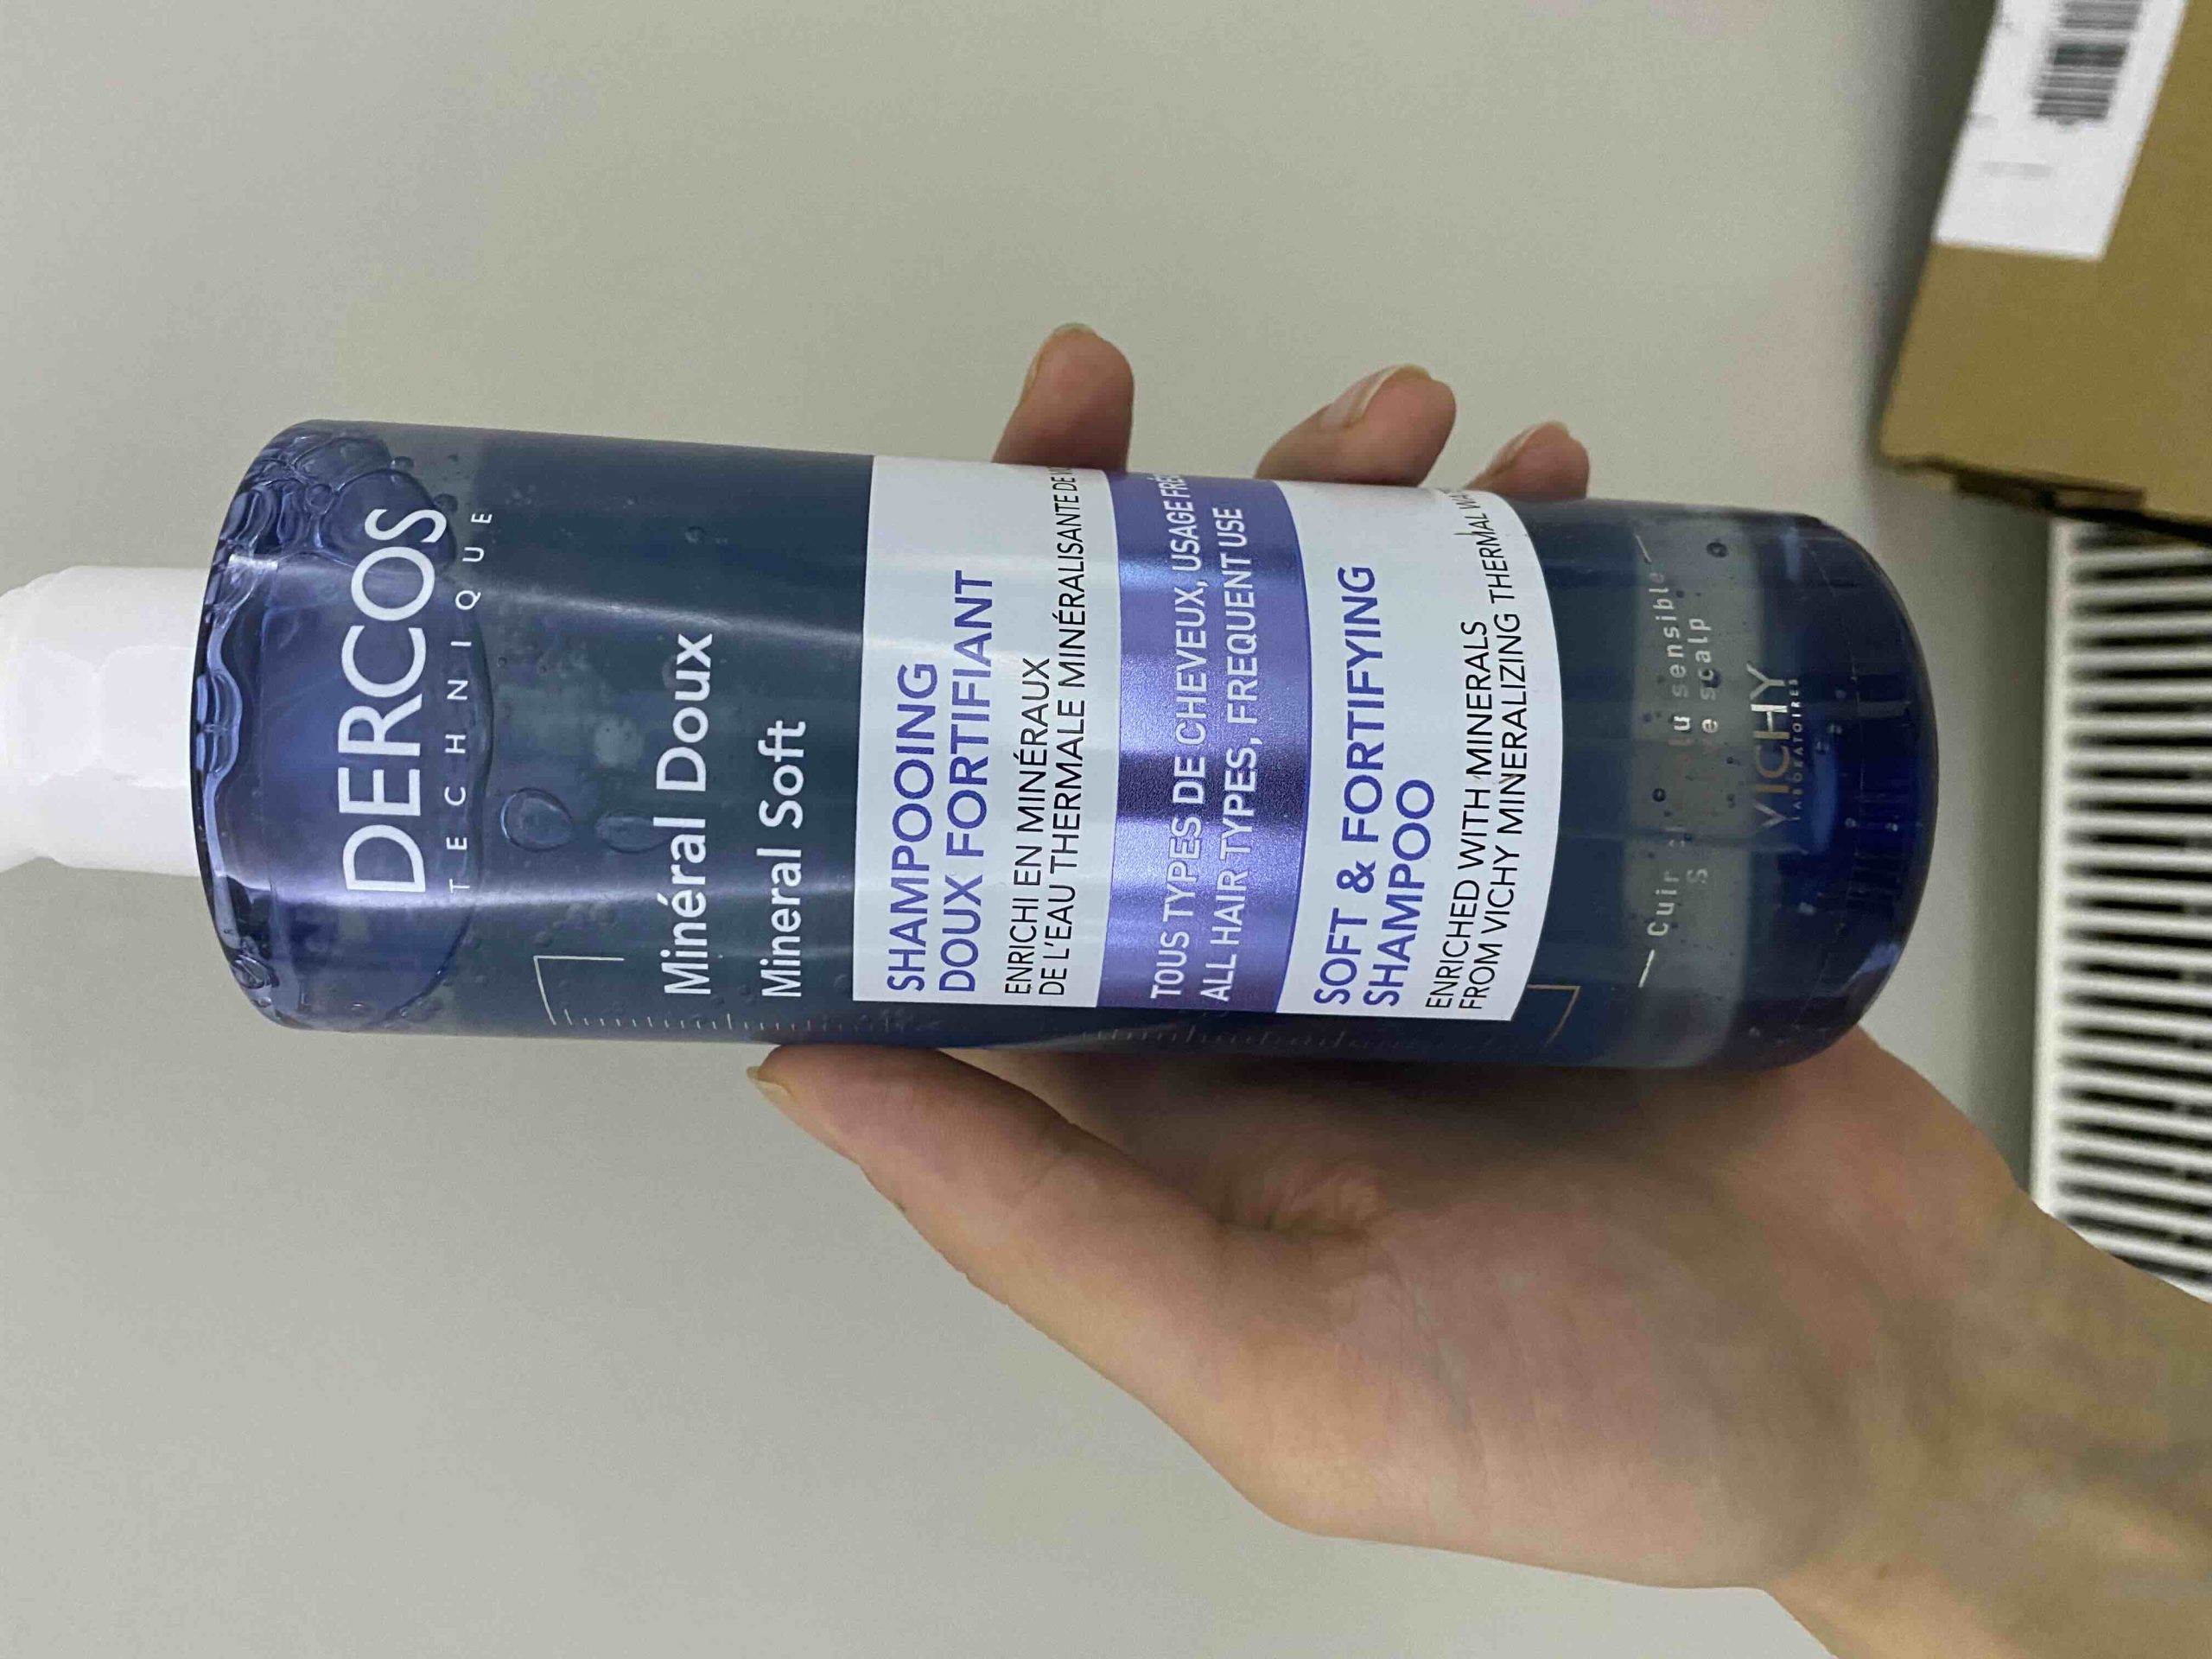 DERCOS
TECHNIQUE
Minéral Doux
Mineral Soft
SHAMPOOING
DOUX FORTIFIANT
ENRICHI EN MINÉRAUX
DE L'EAU THERMALE MINÉRALISANTE DE
TOUS TYPES DE CHEVEUX, USAGE
ALL HAIR TYPES, FREQUENT USE
SOFT & FORTIFYING
SHAMPOO
ENRICHED WITH MINERALS
FROM VICHY MINERALIZING THERMAL
Cuir sensible
scalp
VICHY
LABORATOIRES